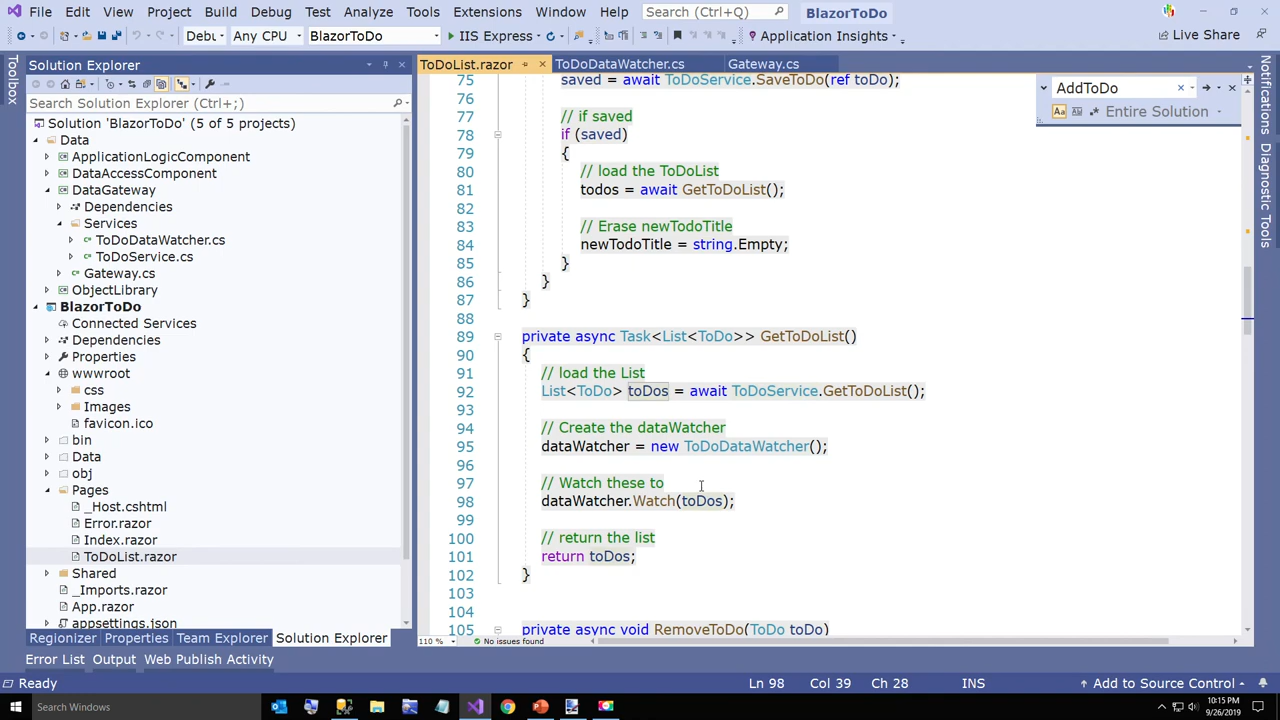 File Edit View Project Build Debug Test Analyze Tools Extensions Window Help Search (Ctrl+Q) BlazorToDo
Debu Any CPU BlazorToDo IIS Express Application Insights Live Share
Toolbox
Solution Explorer
Search Solution Explorer (Ctrl+;)
Solution 'BlazorToDo' (5 of 5 projects)
Data
ApplicationLogicComponent
DataAccessComponent
DataGateway
Dependencies
Services
ToDoDataWatcher.cs
ToDoService.cs
Gateway.cs
ObjectLibrary
BlazorToDo
Connected Services
Dependencies
Properties
wwwroot
css
Images
favicon.ico
bin
Data
obj
Pages
_Host.cshtml
Error.razor
Index.razor
ToDoList.razor
Shared
_Imports.razor
App.razor
appsettings.json
Regionizer Properties Team Explorer Solution Explorer
ToDoList.razor ToDoDataWatcher.cs Gateway.cs
AddToDo
Aa Entire Solution
75 saved = await ToDoService.SaveToDo(ref toDo);
76
77 // if saved
78 if (saved)
79 {
80 // load the ToDoList
81 todos = await GetToDoList();
82
83 // Erase newTodoTitle
84 newTodoTitle = string.Empty;
85 }
86 }
87 }
88
89 private async Task<List<ToDo>> GetToDoList()
90 {
91 // load the List
92 List<ToDo> toDos = await ToDoService.GetToDoList();
93
94 // Create the dataWatcher
95 dataWatcher = new ToDoDataWatcher();
96
97 // Watch these to
98 dataWatcher.Watch(toDos);
99
100 // return the list
101 return toDos;
102 }
103
104
105 private async void RemoveToDo(ToDo toDo)
110 % No issues found
Notifications
Diagnostic Tools
Error List Output Web Publish Activity
Ready Ln 98 Col 39 Ch 28 INS Add to Source Control
Search Windows
10:15 PM
9/26/2019